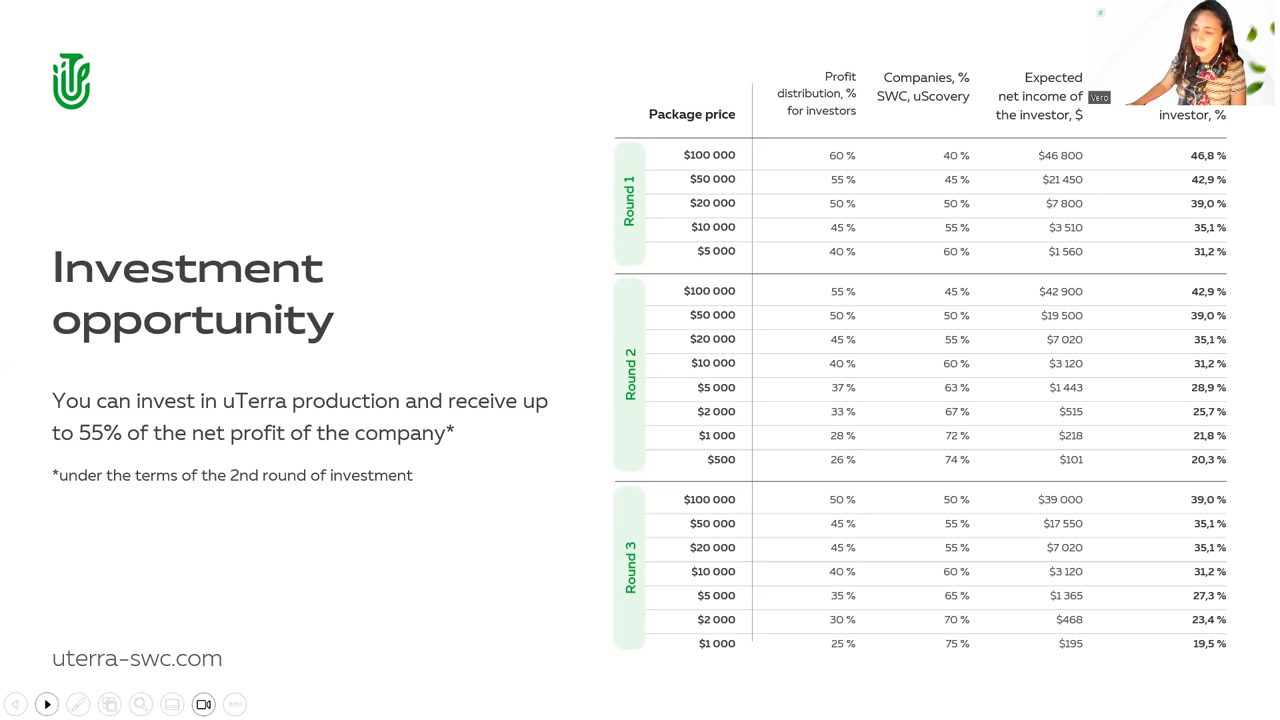 Investment
opportunity
You can invest in uTerra production and receive up
to 55% of the net profit of the company*
*under the terms of the 2nd round of investment
uterra-swc.com
Package price
Profit
distribution, %
for investors
Companies, %
SWC, uScovery
Expected
net income of
the investor, $
investor, %
Vero
Round 1
$100 000 60 % 40 % $46 800 46,8 %
$50 000 55 % 45 % $21 450 42,9 %
$20 000 50 % 50 % $7 800 39,0 %
$10 000 45 % 55 % $3 510 35,1 %
$5 000 40 % 60 % $1 560 31,2 %
Round 2
$100 000 55 % 45 % $42 900 42,9 %
$50 000 50 % 50 % $19 500 39,0 %
$20 000 45 % 55 % $7 020 35,1 %
$10 000 40 % 60 % $3 120 31,2 %
$5 000 37 % 63 % $1 443 28,9 %
$2 000 33 % 67 % $515 25,7 %
$1 000 28 % 72 % $218 21,8 %
$500 26 % 74 % $101 20,3 %
Round 3
$100 000 50 % 50 % $39 000 39,0 %
$50 000 45 % 55 % $17 550 35,1 %
$20 000 45 % 55 % $7 020 35,1 %
$10 000 40 % 60 % $3 120 31,2 %
$5 000 35 % 65 % $1 365 27,3 %
$2 000 30 % 70 % $468 23,4 %
$1 000 25 % 75 % $195 19,5 %